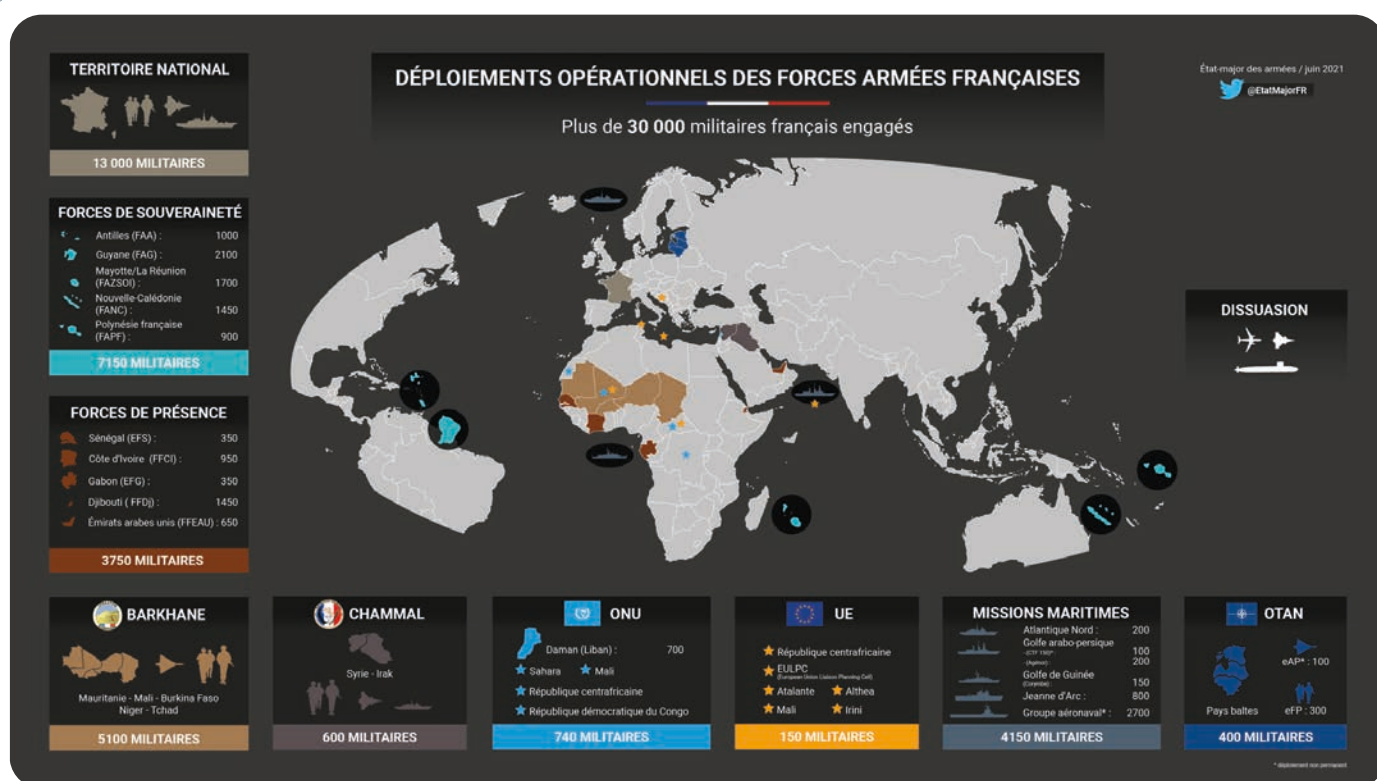 TERRITOIRE NATIONAL
13 000 MILITAIRES
DÉPLOIEMENTS OPÉRATIONNELS DES FORCES ARMÉES FRANÇAISES
Plus de 30 000 militaires français engagés
État-major des armées / juin 2021
@EtatMajorFR
FORCES DE SOUVERAINETÉ
Antilles (FAA) : 1000
Guyane (FAG) : 2100
Mayotte/La Réunion
(FAZSOI) : 1700
Nouvelle-Calédonie
(FANC) : 1450
Polynésie française
(FAPF) : 900
7150 MILITAIRES
FORCES DE PRÉSENCE
Sénégal (EFS) : 350
Côte d'Ivoire (FFCI) : 950
Gabon (EFG) : 350
Djibouti ( FFDj) : 1450
Émirats arabes unis (FFEAU) : 650
3750 MILITAIRES
DISSUASION
BARKHANE
Mauritanie - Mali - Burkina Faso
Niger - Tchad
5100 MILITAIRES
CHAMMAL
Syrie - Irak
600 MILITAIRES
ONU
Daman (Liban) : 700
Sahara Mali
République centrafricaine
République démocratique du Congo
740 MILITAIRES
UE
République centrafricaine
EULPC
(European Union Liaison Planning Cell)
Atalante Althea
Mali Irini
150 MILITAIRES
MISSIONS MARITIMES
Atlantique Nord : 200
Golfe arabo-persique
- (CTF 150)* : 100
- (Agénor) : 200
Golfe de Guinée
(Corymbe) : 150
Jeanne d'Arc : 800
Groupe aéronaval* : 2700
4150 MILITAIRES
OTAN
eAP* : 100
Pays baltes eFP : 300
400 MILITAIRES
* déploiement non permanent